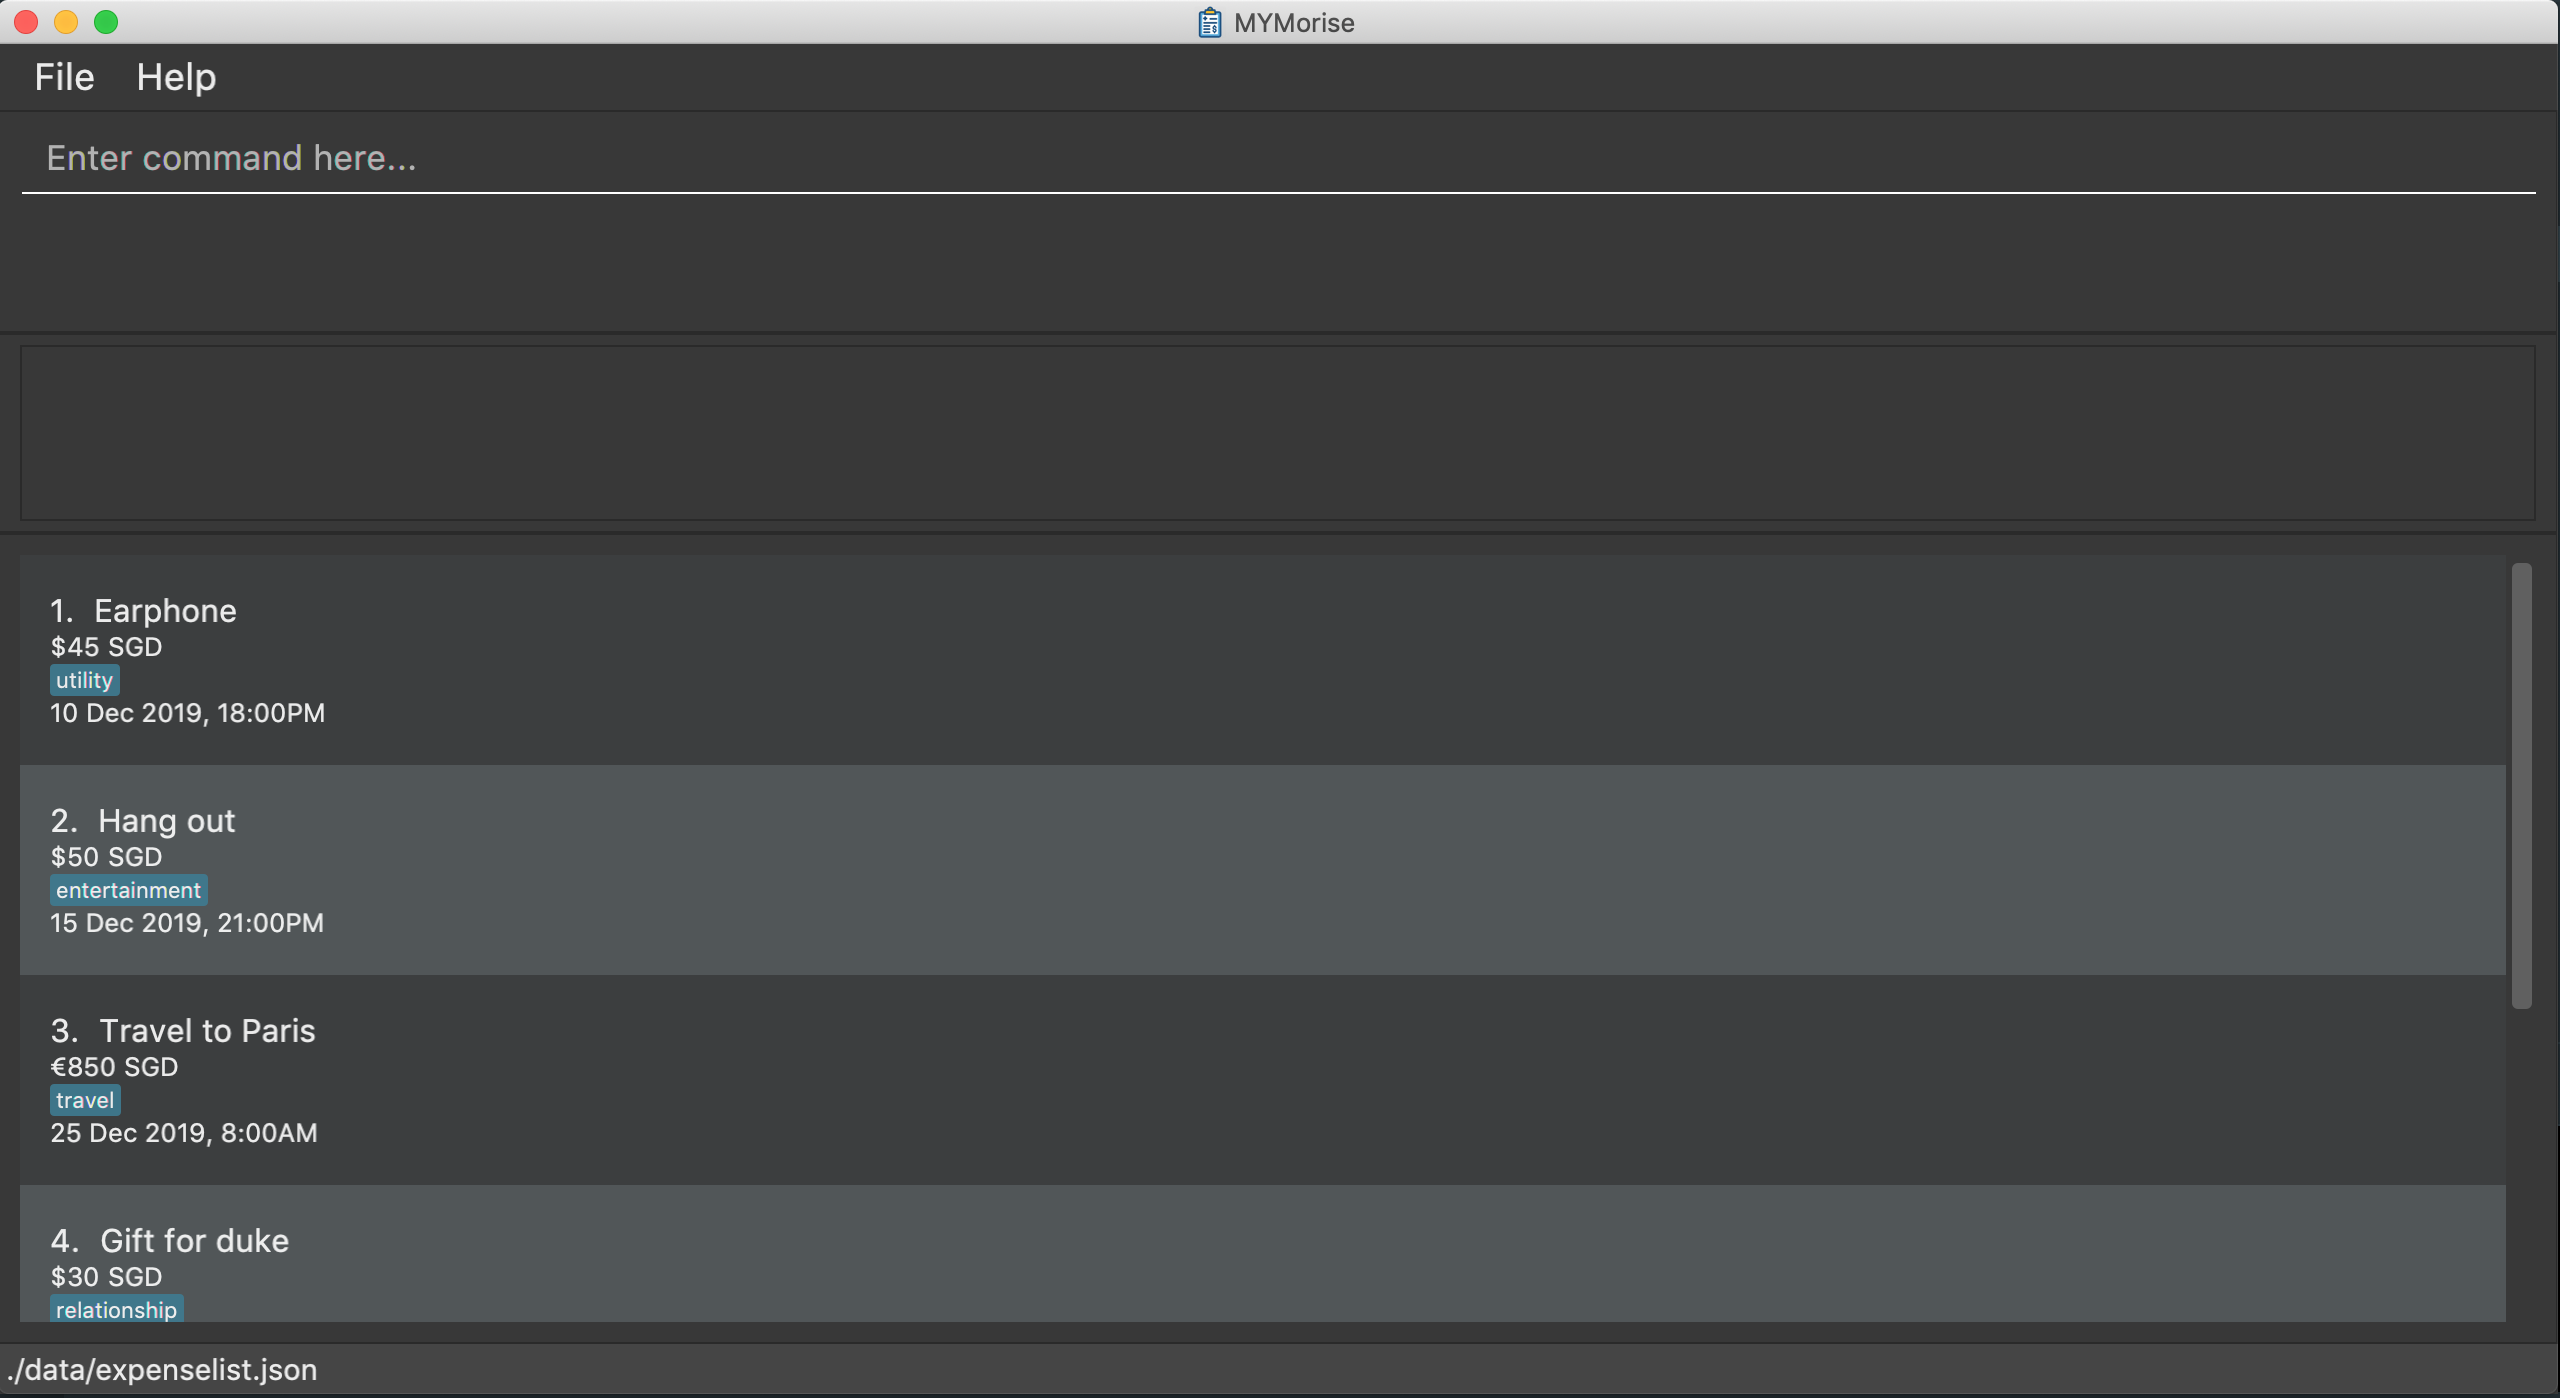 MYMorise
File Help
Enter command here...
1. Earphone
$45 SGD
utility
10 Dec 2019, 18:00PM
2. Hang out
$50 SGD
entertainment
15 Dec 2019, 21:00PM
3. Travel to Paris
€850 SGD
travel
25 Dec 2019, 8:00AM
4. Gift for duke
$30 SGD
relationship
./data/expenselist.json